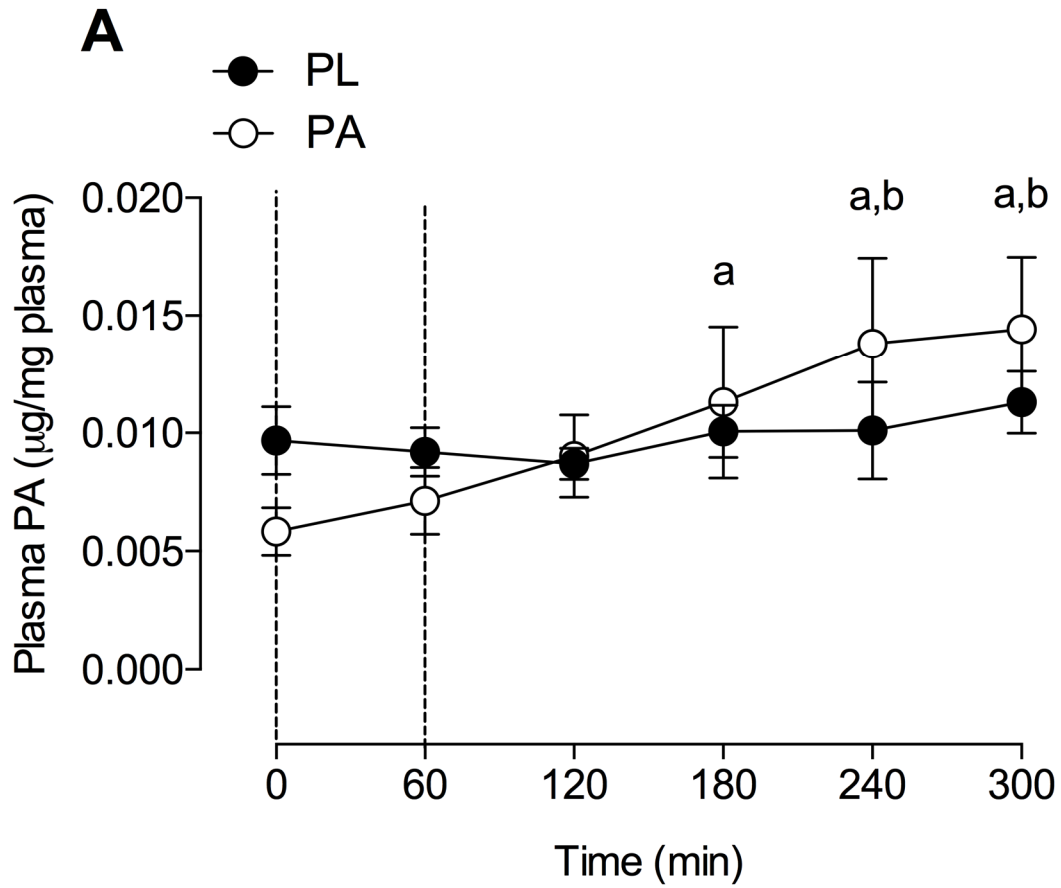 A
PL
PA
Plasma PA (μg/mg plasma)
0.020
0.015
0.010
0.005
0.000
a
a,b
a,b
0 60 120 180 240 300
Time (min)